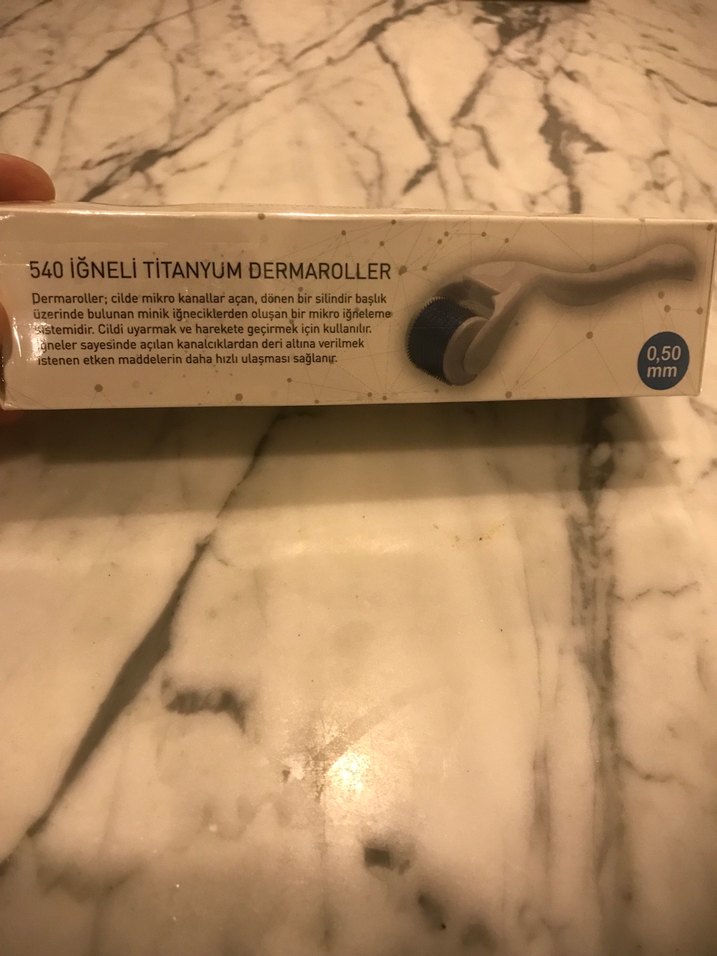 540 İĞNELİ TİTANYUM DERMAROLLER
Dermaroller; cilde mikro kanallar açan, dönen bir silindir başlık
üzerinde bulunan minik iğneciklerden oluşan bir mikro iğneleme
sistemidir. Cildi uyarmak ve harekete geçirmek için kullanılır.
İğneler sayesinde açılan kanalcıklardan deri altına verilmek
istenen etken maddelerin daha hızlı ulaşması sağlanır.
0,50
mm